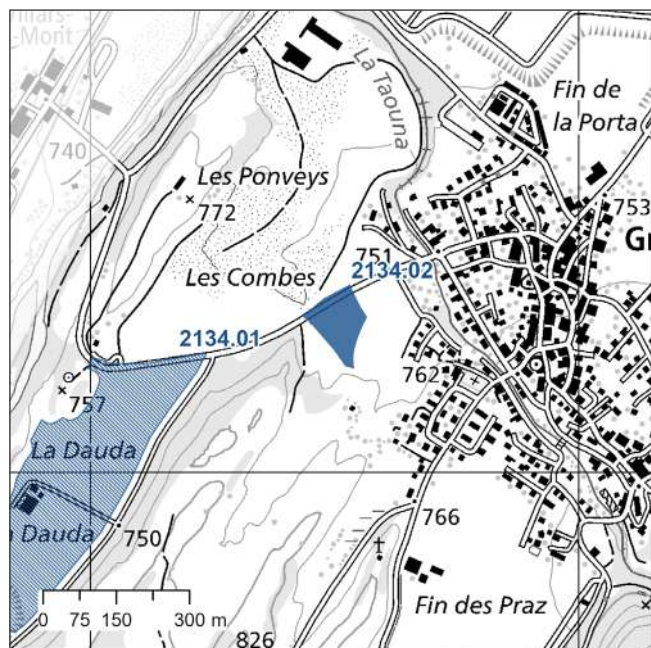 -Morit
Fin de
la Porta
La Taouna
740
Les Ponveys
772
753
Les Combes
751
2134.02
2134.01
762
757
La Dauda
Dauda
750
766
Fin des Praz
0 75 150 300 m
826